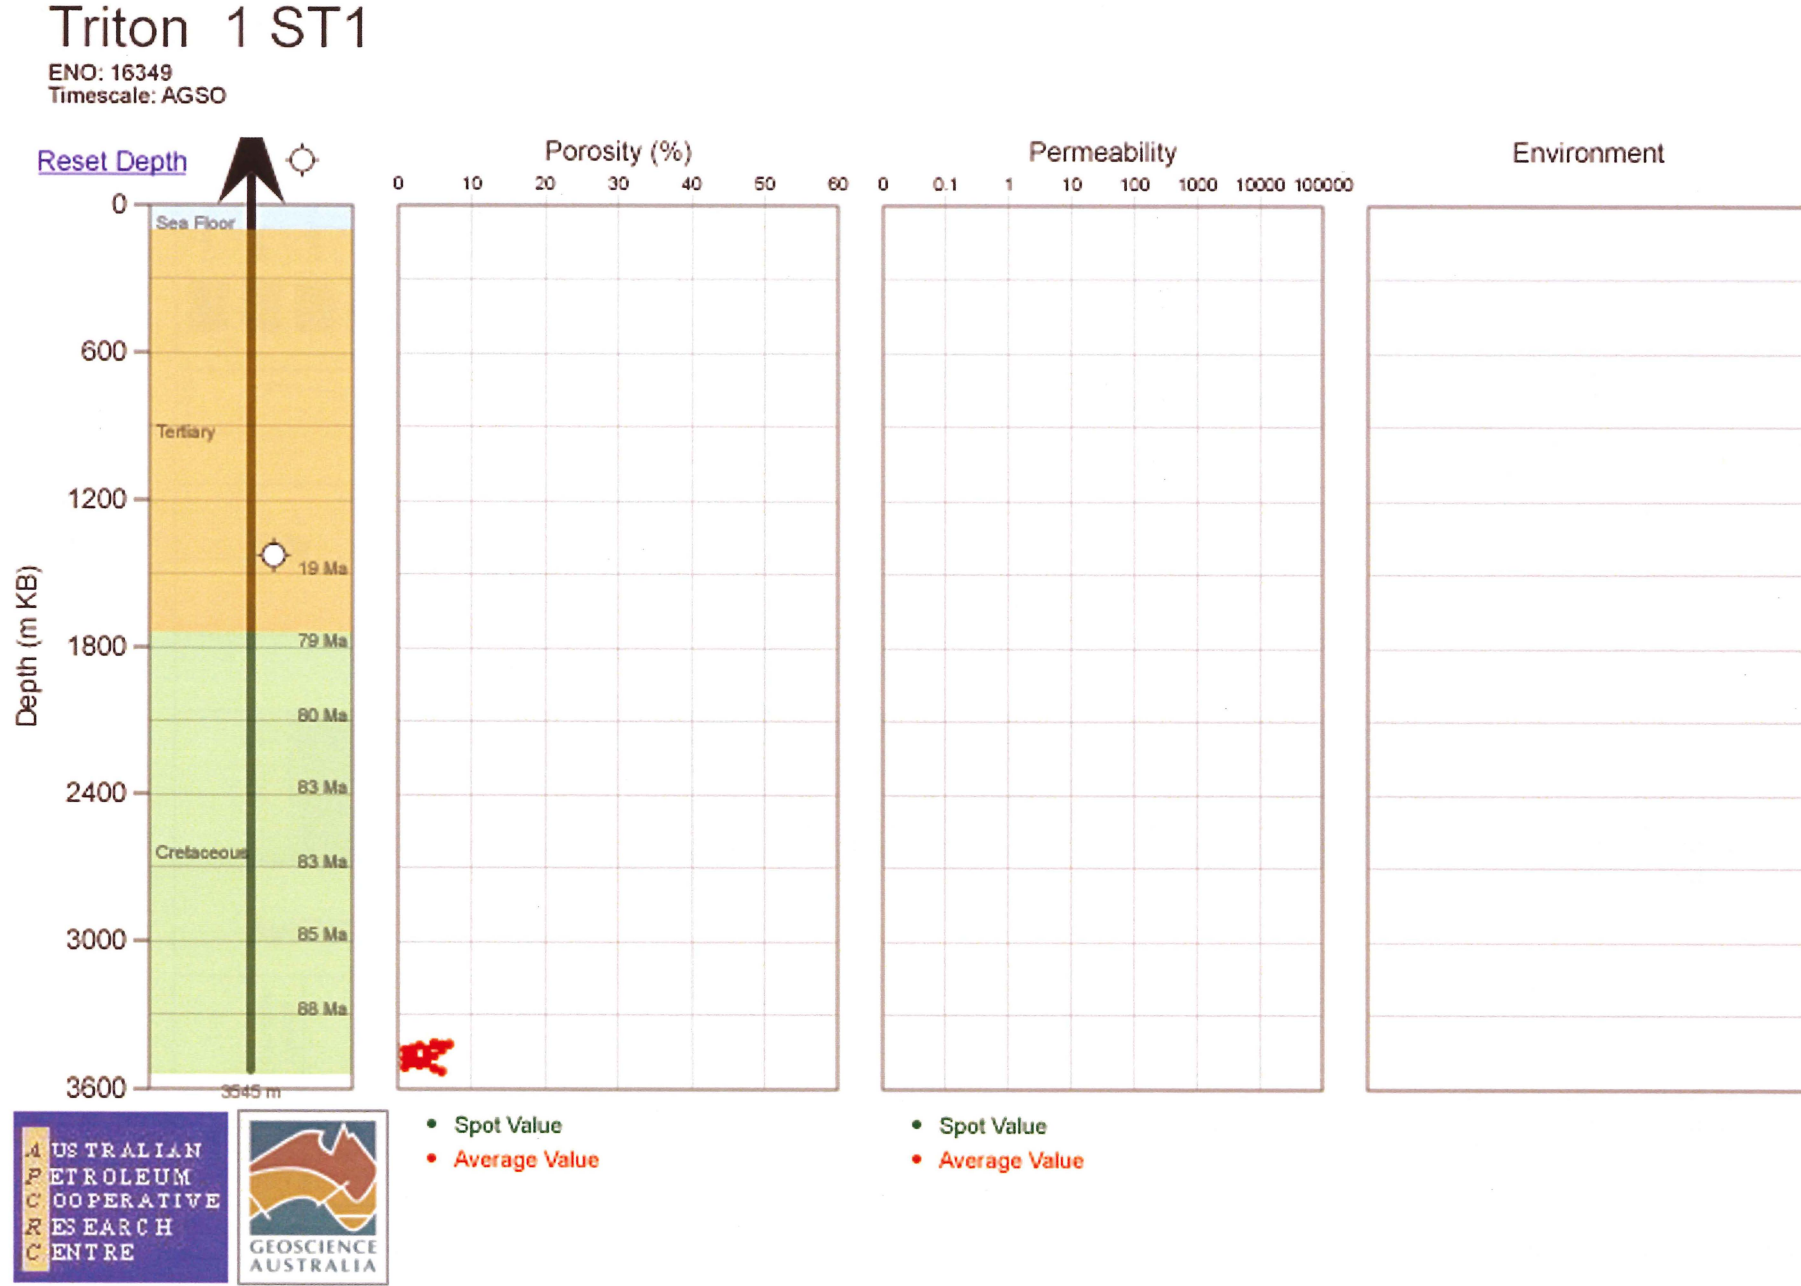 Triton 1 ST1
ENO: 16349
Timescale: AGSO
Reset Depth
Porosity (%)
Permeability
Environment
0 10 20 30 40 50 60
0 0.1 1 10 100 1000 10000 100000
Depth (m KB)
0
600
1200
1800
2400
3000
3600
Sea Floor
Tertiary
19 Ma
79 Ma
80 Ma
83 Ma
Cretaceous
83 Ma
85 Ma
88 Ma
3545 m
Spot Value
Average Value
Spot Value
Average Value
AUSTRALIAN
PETROLEUM
COOPERATIVE
RESEARCH
CENTRE
GEOSCIENCE
AUSTRALIA